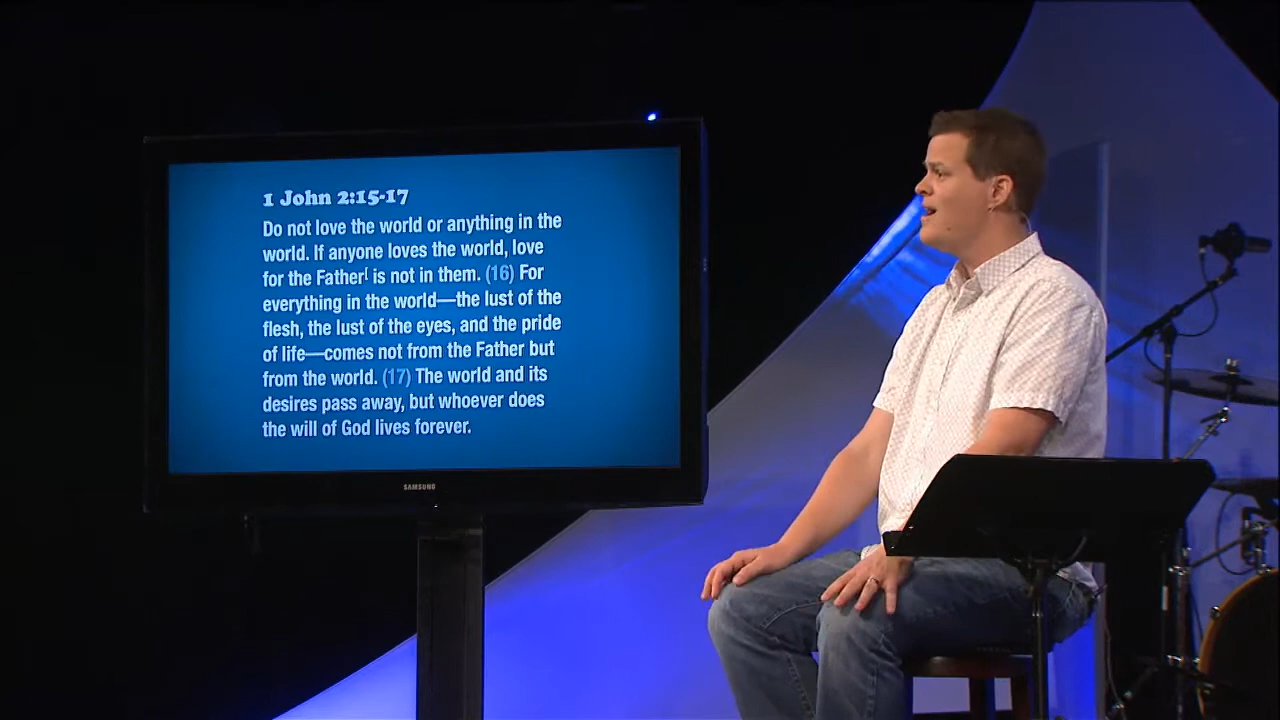 1 John 2:15-17
Do not love the world or anything in the
world. If anyone loves the world, love
for the Father[ is not in them. (16) For
everything in the world—the lust of the
flesh, the lust of the eyes, and the pride
of life—comes not from the Father but
from the world. (17) The world and its
desires pass away, but whoever does
the will of God lives forever.
SAMSUNG